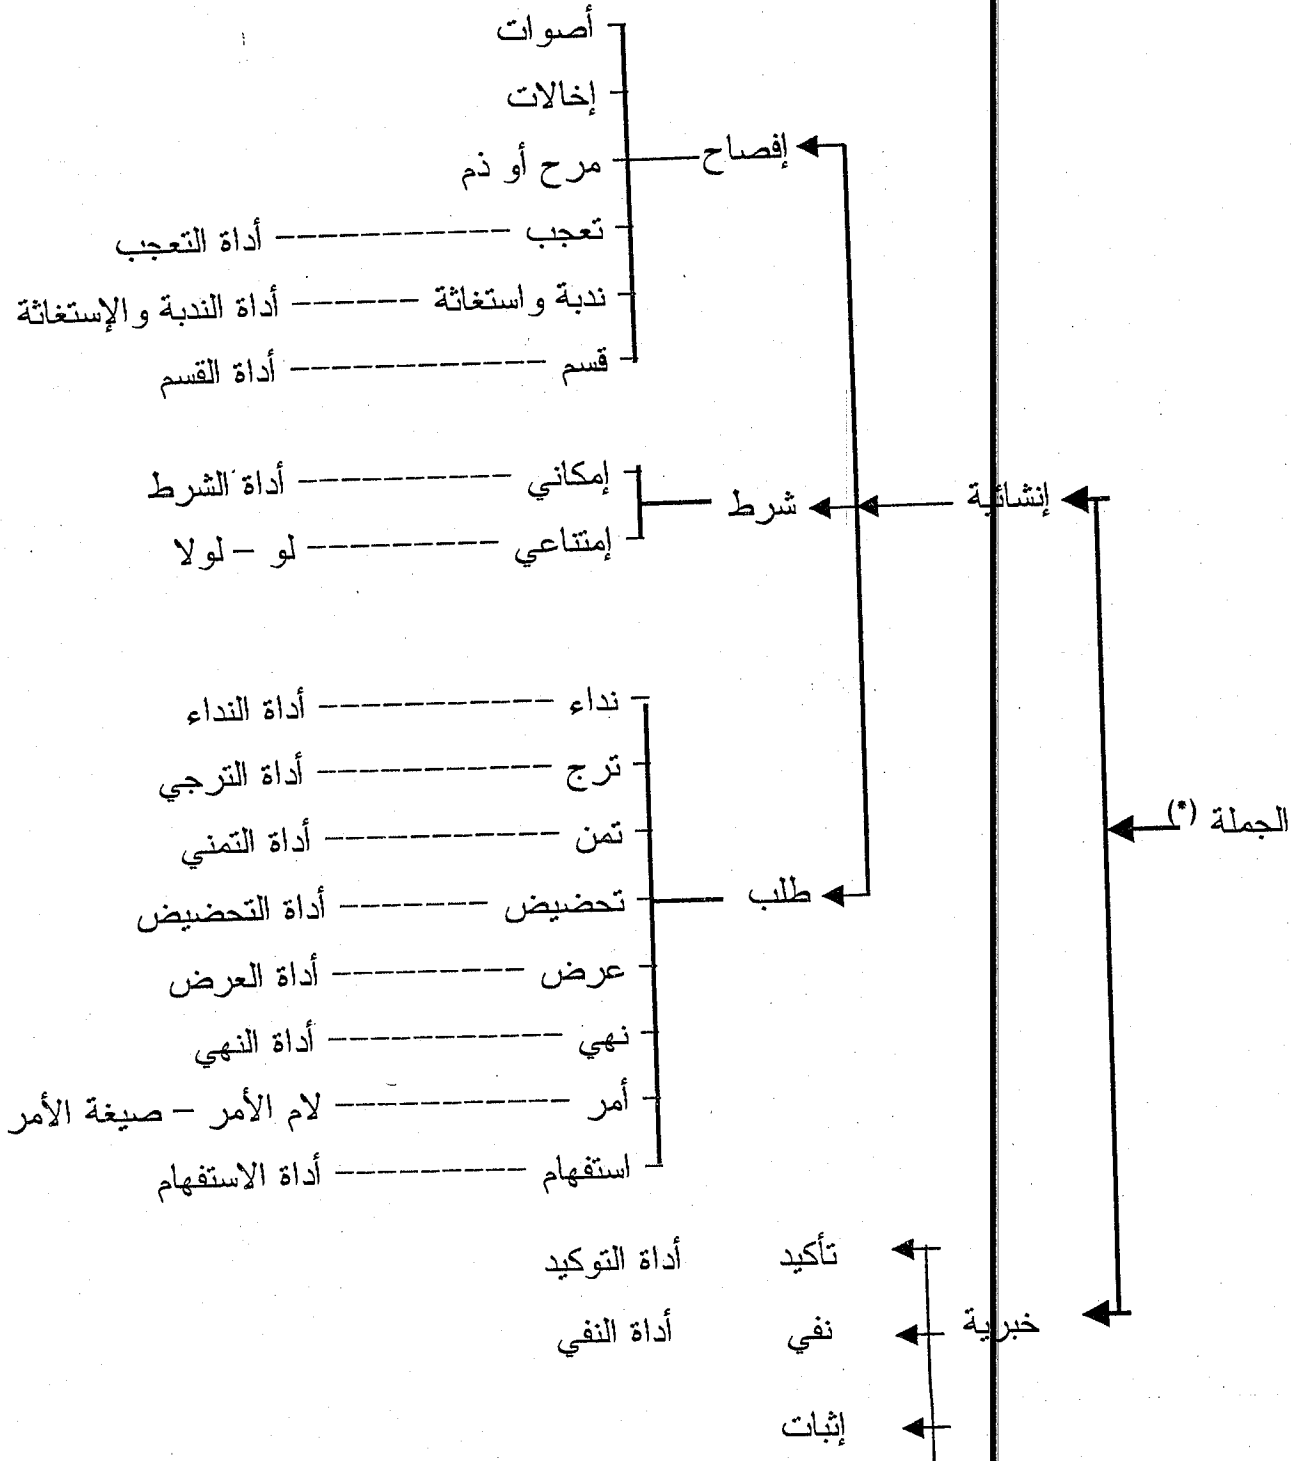 أصوات
إخالات
إفصاح
مرح أو ذم
تعجب ----------- أداة التعجب
ندبة واستغاثة ------ أداة الندبة والإستغاثة
قسم ------------ أداة القسم
إمكاني ---------- أداة الشرط
إنشائية
شرط
إمتناعي --------- لو – لولا
نداء ----------- أداة النداء
ترج ----------- أداة الترجي
الجملة (*)
تمن ----------- أداة التمني
طلب
تحضيض ------- أداة التحضيض
عرض --------- أداة العرض
نهي ----------- أداة النهي
أمر ----------- لام الأمر – صيغة الأمر
استفهام --------- أداة الاستفهام
تأكيد أداة التوكيد
خبرية
نفي أداة النفي
إثبات